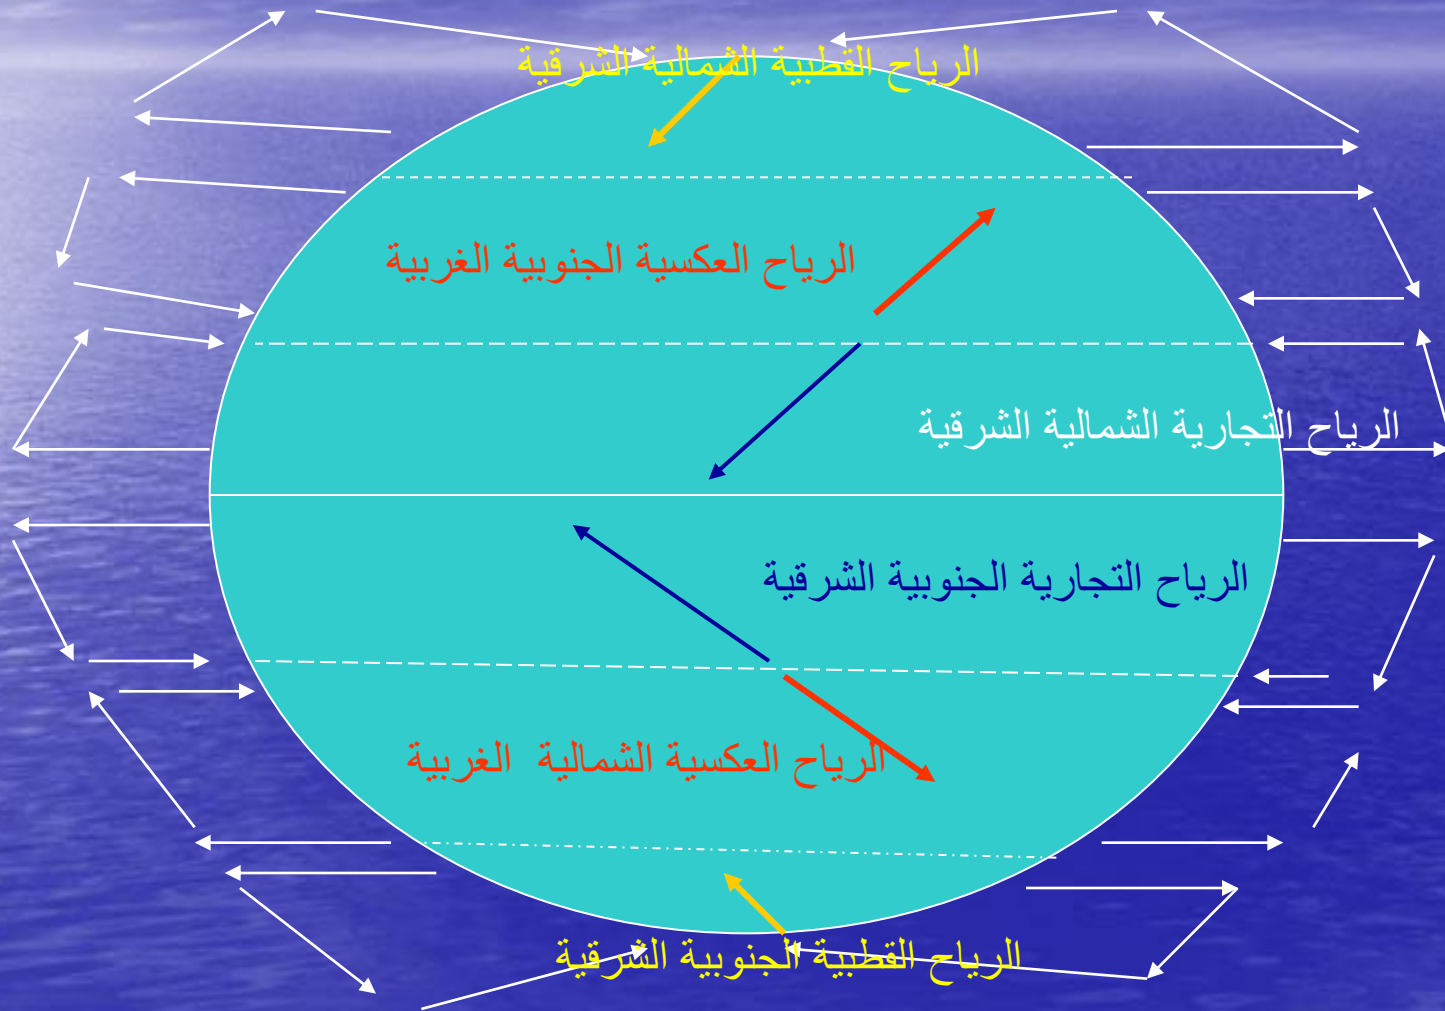 الرياح القطبية الشمالية الشرقية
الرياح العكسية الجنوبية الغربية
الرياح التجارية الشمالية الشرقية
الرياح التجارية الجنوبية الشرقية
الرياح العكسية الشمالية الغربية
الرياح القطبية الجنوبية الشرقية